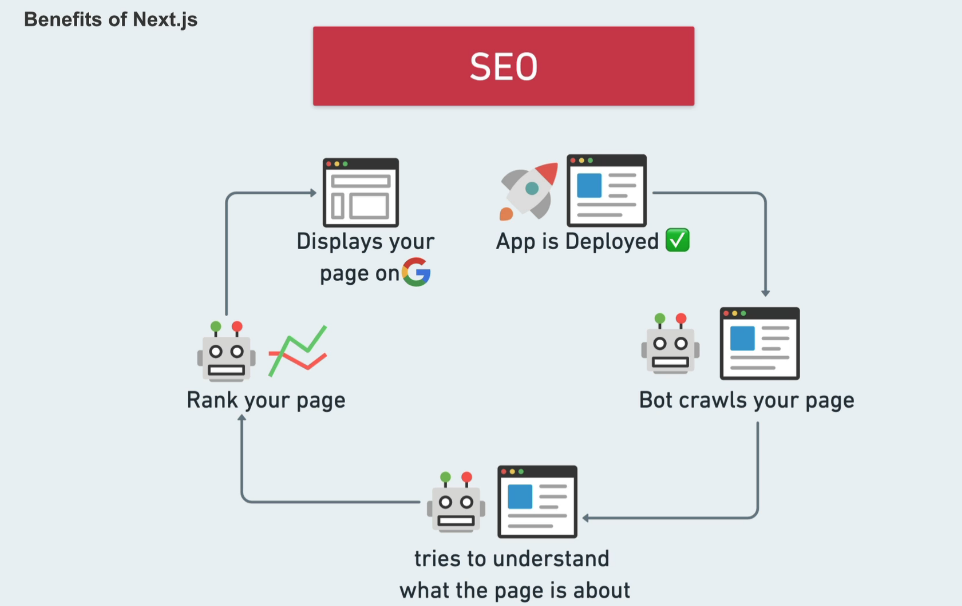 Benefits of Next.js
SEO
App is Deployed ✅
Bot crawls your page
tries to understand
what the page is about
Rank your page
Displays your
page on